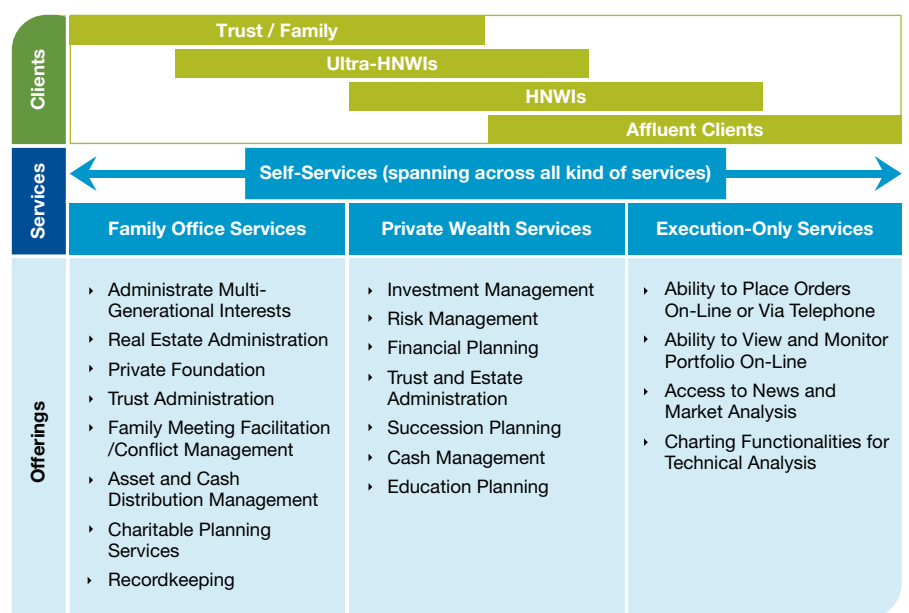 Clients
Trust / Family
Ultra-HNWIs
HNWIs
Affluent Clients
Services
Self-Services (spanning across all kind of services)
Family Office Services
Private Wealth Services
Execution-Only Services
Offerings
Administrate Multi-
Generational Interests
Real Estate Administration
Private Foundation
Trust Administration
Family Meeting Facilitation
/Conflict Management
Asset and Cash
Distribution Management
Charitable Planning
Services
Recordkeeping
Investment Management
Risk Management
Financial Planning
Trust and Estate
Administration
Succession Planning
Cash Management
Education Planning
Ability to Place Orders
On-Line or Via Telephone
Ability to View and Monitor
Portfolio On-Line
Access to News and
Market Analysis
Charting Functionalities for
Technical Analysis